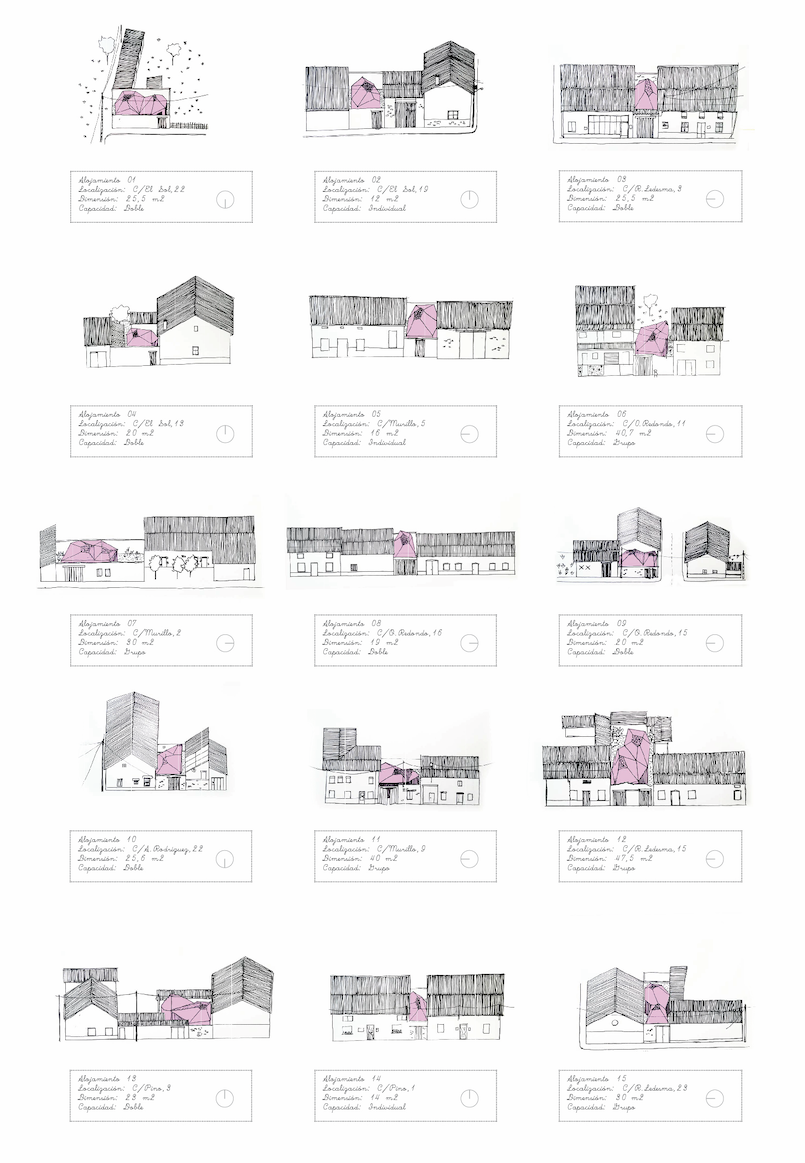 Alojamiento 01
Localización: C/El Sol, 22
Dimensión: 25,5 m2
Capacidad: Doble
Alojamiento 02
Localización: C/El Sol, 19
Dimensión: 12 m2
Capacidad: Individual
Alojamiento 03
Localización: C/R. Ledesma, 3
Dimensión: 25,5 m2
Capacidad: Doble
Alojamiento 04
Localización: C/El Sol, 13
Dimensión: 20 m2
Capacidad: Doble
Alojamiento 05
Localización: C/Murillo, 5
Dimensión: 16 m2
Capacidad: Individual
Alojamiento 06
Localización: C/O. Redondo, 11
Dimensión: 40,7 m2
Capacidad: Grupo
Alojamiento 07
Localización: C/Murillo, 2
Dimensión: 30 m2
Capacidad: Grupo
Alojamiento 08
Localización: C/O. Redondo, 16
Dimensión: 19 m2
Capacidad: Doble
Alojamiento 09
Localización: C/O. Redondo, 15
Dimensión: 20 m2
Capacidad: Doble
Alojamiento 10
Localización: C/A. Rodriguez, 22
Dimensión: 25,6 m2
Capacidad: Doble
Alojamiento 11
Localización: C/Murillo, 9
Dimensión: 40 m2
Capacidad: Grupo
Alojamiento 12
Localización: C/R. Ledesma, 15
Dimensión: 47,5 m2
Capacidad: Grupo
Alojamiento 13
Localización: C/Pino, 3
Dimensión: 23 m2
Capacidad: Doble
Alojamiento 14
Localización: C/Pino, 1
Dimensión: 14 m2
Capacidad: Individual
Alojamiento 15
Localización: C/R. Ledesma, 23
Dimensión: 30 m2
Capacidad: Grupo